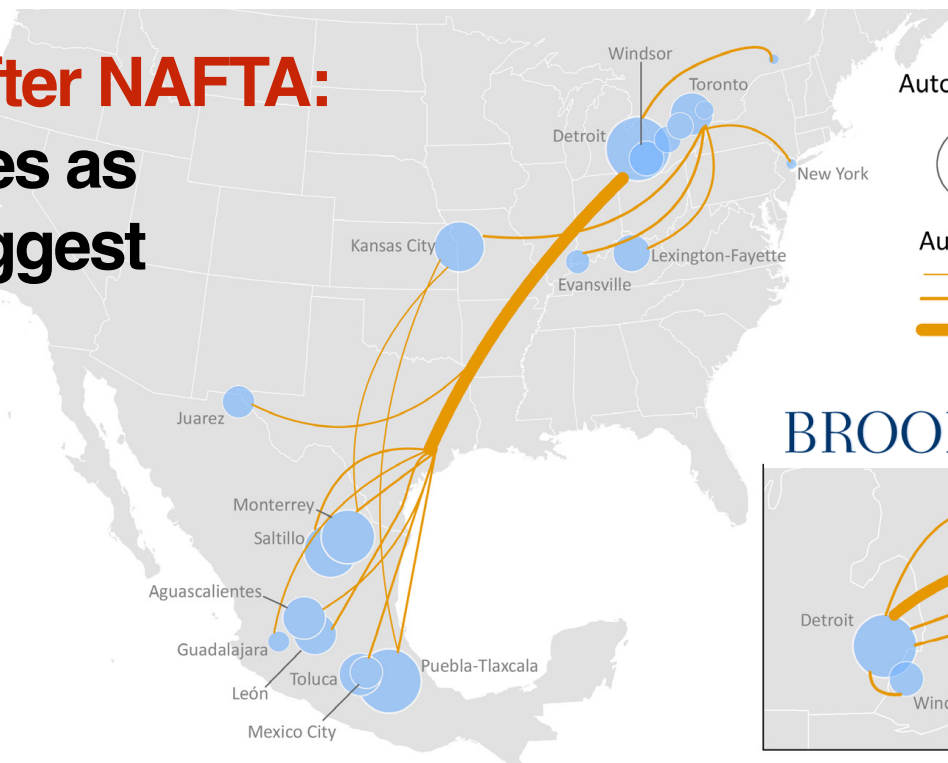 fter NAFTA:
es as
ggest
Windsor
Toronto
Detroit
New York
Kansas City
Lexington-Fayette
Evansville
Juarez
Monterrey
Saltillo
Aguascalientes
Guadalajara
León
Toluca
Puebla-Tlaxcala
Mexico City
Auto
Au
BROO
Detroit
Wind